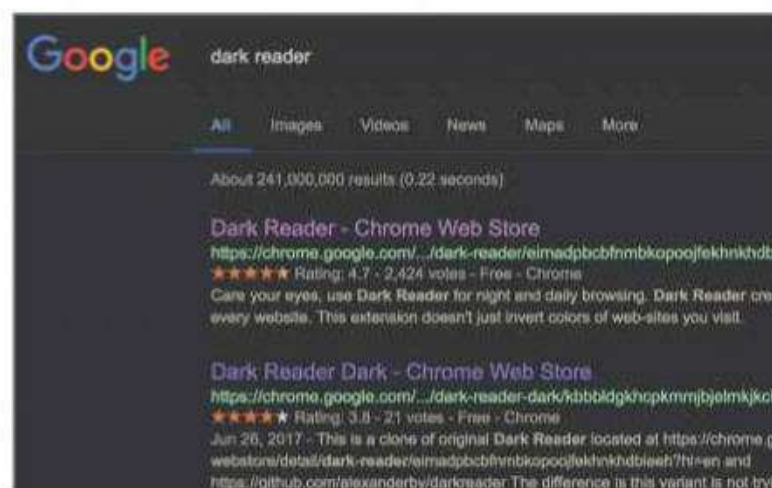 Google
dark reader
All Images Videos News Maps More
About 241,000,000 results (0.22 seconds)
Dark Reader - Chrome Web Store
https://chrome.google.com/.../dark-reader/eimadpbcbfnmbkopoojfekhnkhdb
Rating: 4.7 - 2,424 votes - Free - Chrome
Care your eyes, use Dark Reader for night and daily browsing. Dark Reader cre
every website. This extension doesn't just invert colors of web-sites you visit.
Dark Reader Dark - Chrome Web Store
https://chrome.google.com/.../dark-reader-dark/
Rating: 3.8 - 21 votes - Free - Chrome
Jun 26, 2017 - This is a clone of original Dark Reader located at https://chrome.g
webstore/detail/dark-reader/eimadpbcbfnmbkopoojfekhnkhdbieeh?hl=en and
https://github.com/alexanderby/darkreader The difference is this variant is not try